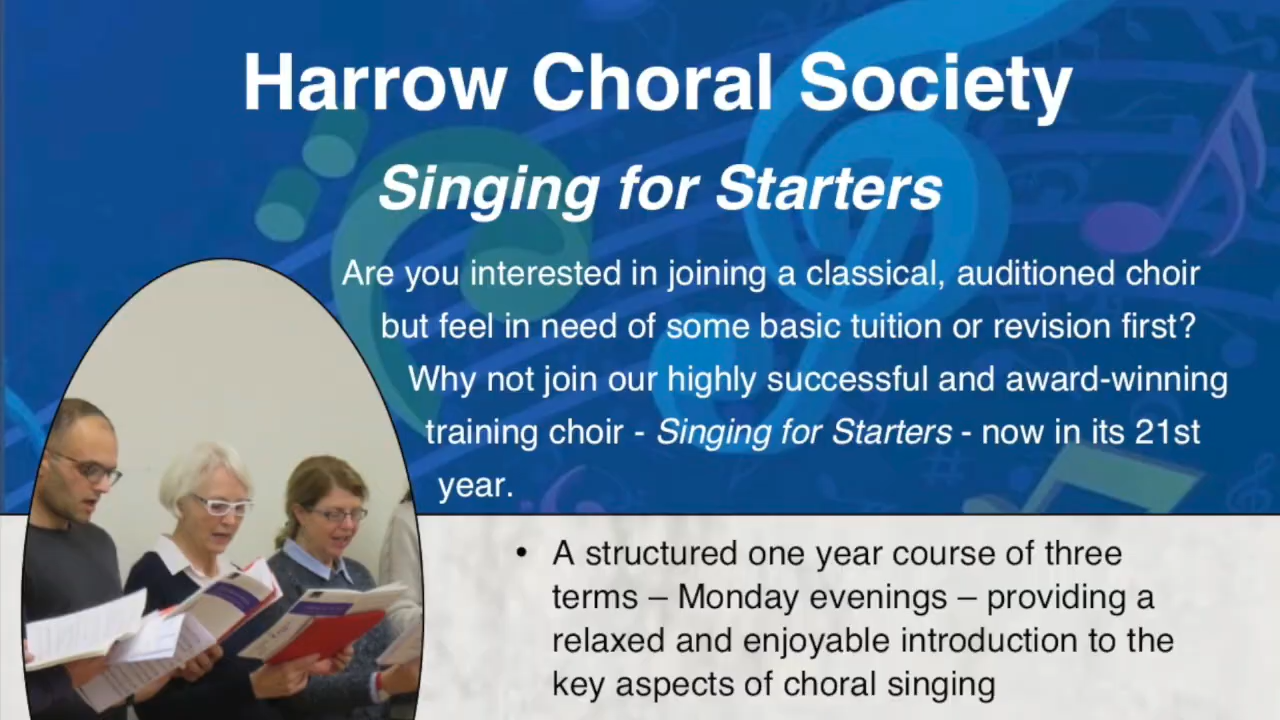 Harrow Choral Society
Singing for Starters
Are you interested in joining a classical, auditioned choir
but feel in need of some basic tuition or revision first?
Why not join our highly successful and award-winning
training choir - Singing for Starters - now in its 21st
year.
• A structured one year course of three
terms – Monday evenings – providing a
relaxed and enjoyable introduction to the
key aspects of choral singing